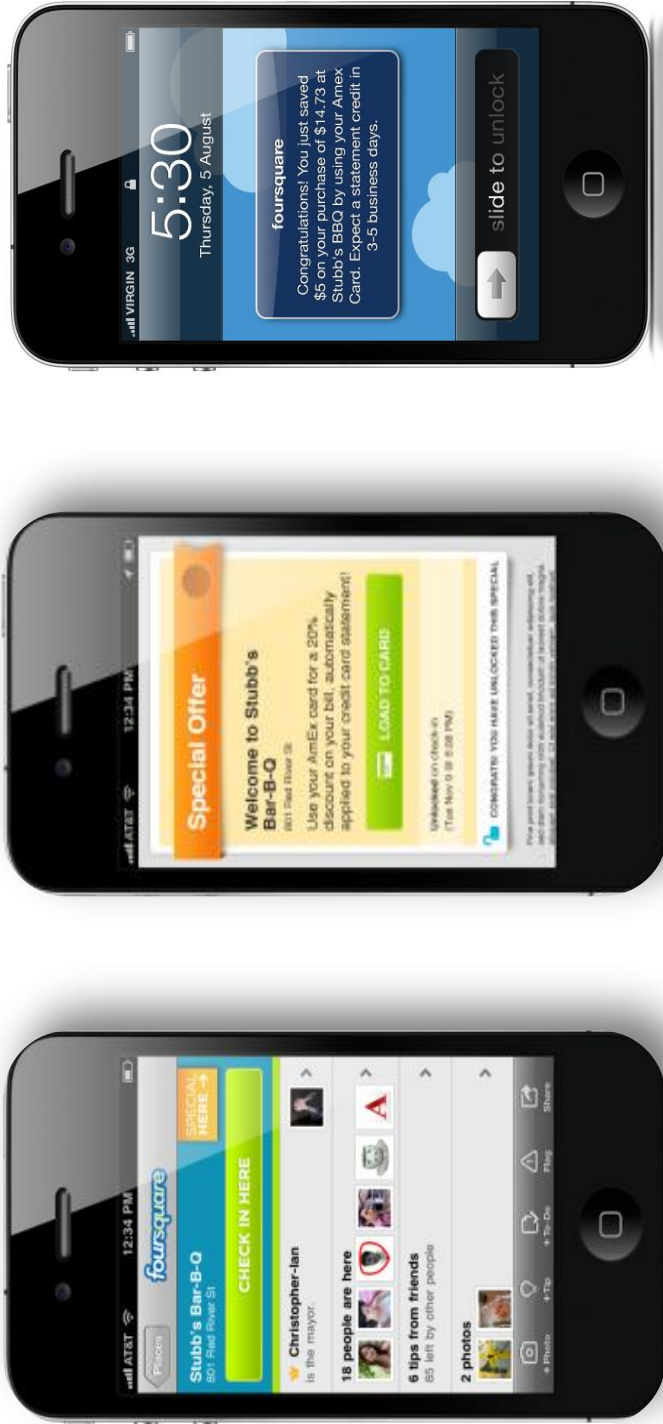 AT&T 12:34 PM
Places
foursquare
Stubb's Bar-B-Q
801 Red River St
SPECIAL
HERE →
CHECK IN HERE
Christopher-Ian
is the mayor.
18 people are here
A
6 tips from friends
85 left by other people
2 photos
+ Photo
+Tip
+ To-Do
Flag
Share
AT&T 12:34 PM
Special Offer
Welcome to Stubb's
Bar-B-Q
801 Red River St
Use your AmEx card for a 20%
discount on your bill, automatically
applied to your credit card statement!
LOAD TO CARD
Unlocked on check-in
(Tue Nov 9 @ 6:08 PM)
CONGRATS! YOU HAVE UNLOCKED THIS SPECIAL
VIRGIN 3G
5:30
Thursday, 5 August
foursquare
Congratulations! You just saved
$5 on your purchase of $14.73 at
Stubb's BBQ by using your Amex
Card. Expect a statement credit in
3-5 business days.
slide to unlock